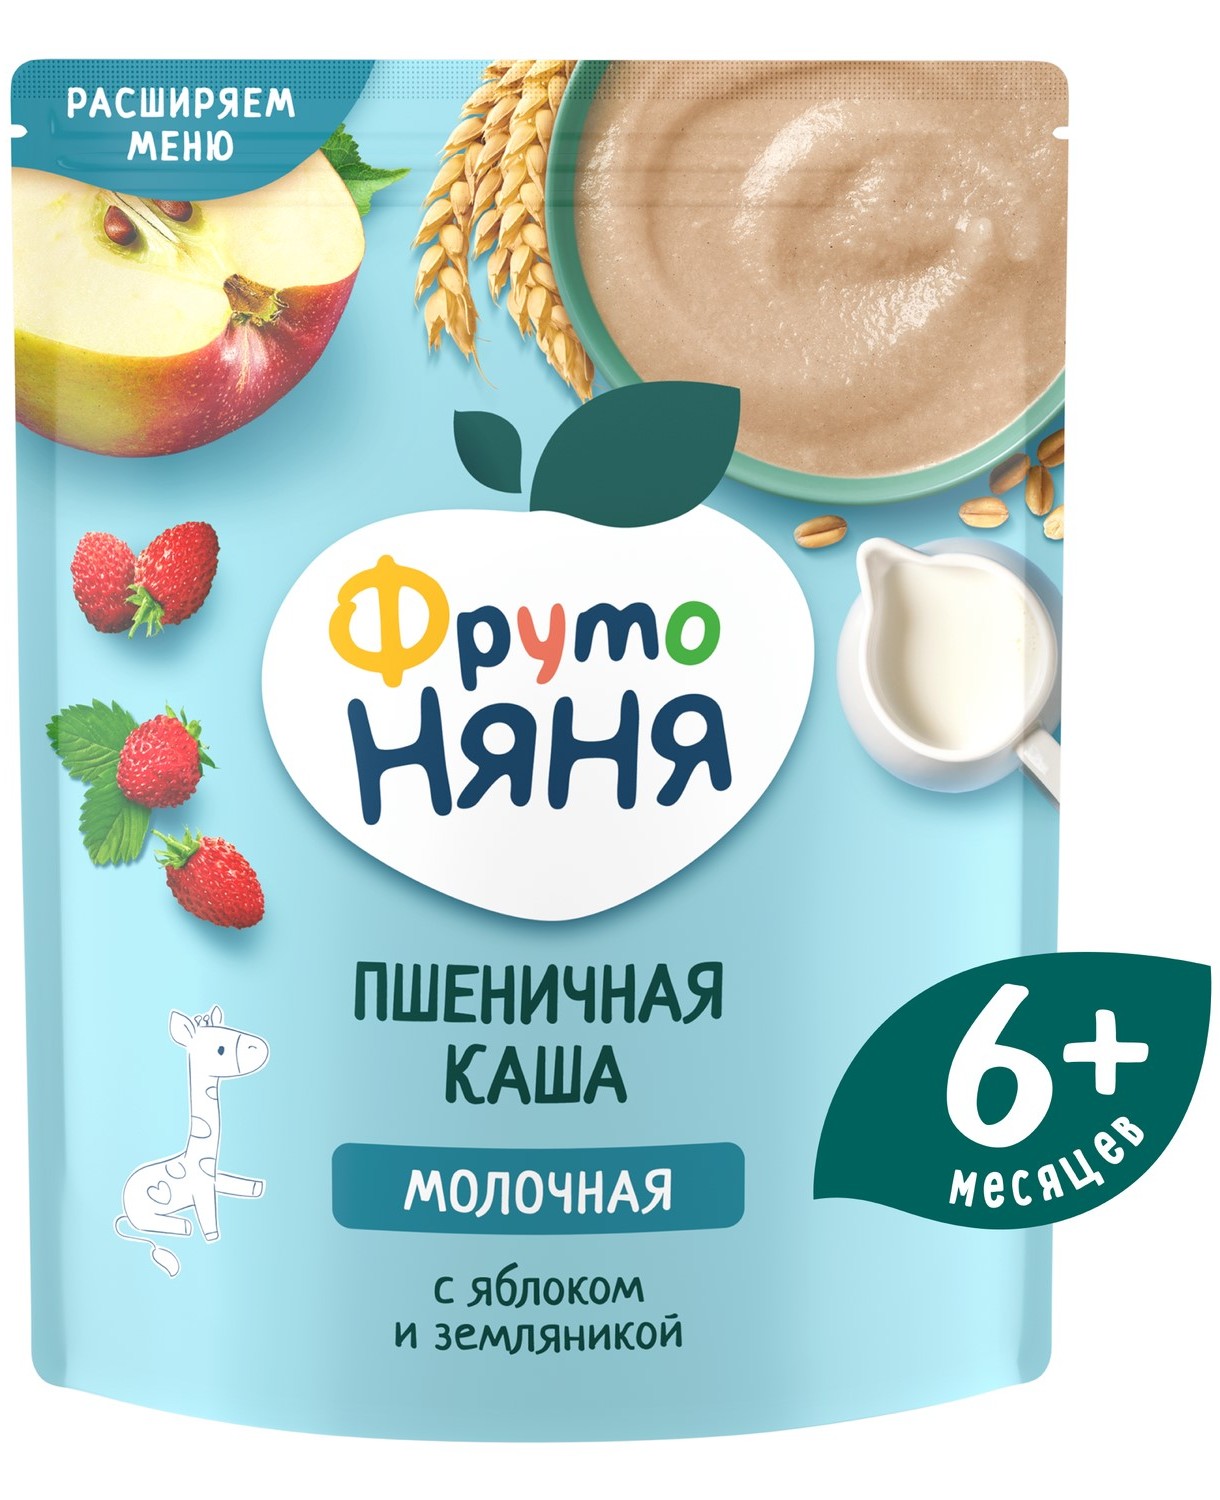 РАСШИРЯЕМ
МЕНЮ
Фруто
НЯНЯ
ПШЕНИЧНАЯ
КАША
МОЛОЧНАЯ
с яблоком
и земляникой
6+
месяцев